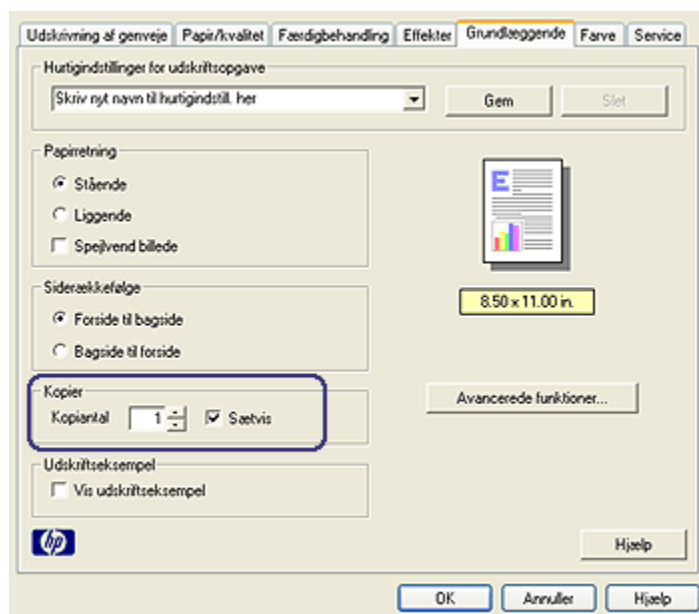 Udskrivning af genveje Papir/kvalitet Færdigbehandling Effekter Grundlæggende Farve Service
Hurtigindstillinger for udskriftsopgave
Skriv nyt navn til hurtigindstill. her Gem Slet
Papirretning
Stående
Liggende
Spejlvend billede
E
8.50 x 11.00 in.
Siderækkefølge
Forside til bagside
Bagside til forside
Kopier
Kopiantal 1 Sætvis
Avancerede funktioner...
Udskriftseksempel
Vis udskriftseksempel
hp
Hjælp
OK Annuller Hjælp